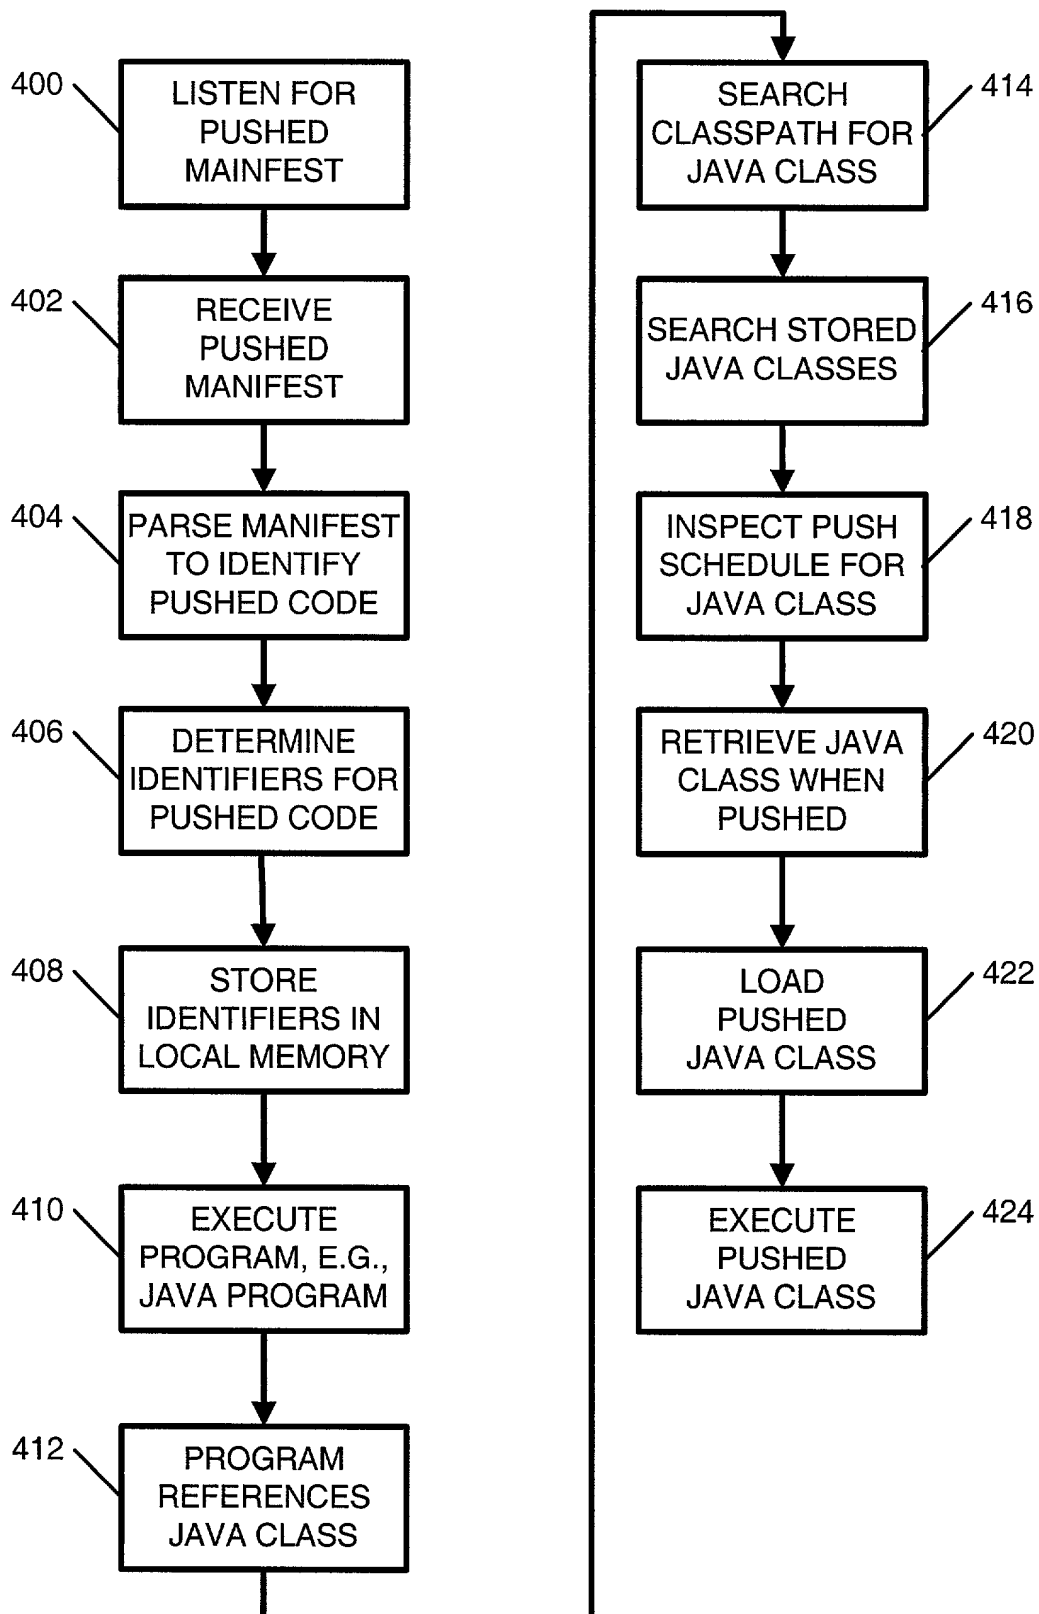 400
LISTEN FOR
PUSHED
MAINFEST
402
RECEIVE
PUSHED
MANIFEST
404
PARSE MANIFEST
TO IDENTIFY
PUSHED CODE
406
DETERMINE
IDENTIFIERS FOR
PUSHED CODE
408
STORE
IDENTIFIERS IN
LOCAL MEMORY
410
EXECUTE
PROGRAM, E.G.,
JAVA PROGRAM
412
PROGRAM
REFERENCES
JAVA CLASS
SEARCH
CLASSPATH FOR
JAVA CLASS
414
SEARCH STORED
JAVA CLASSES
416
INSPECT PUSH
SCHEDULE FOR
JAVA CLASS
418
RETRIEVE JAVA
CLASS WHEN
PUSHED
420
LOAD
PUSHED
JAVA CLASS
422
EXECUTE
PUSHED
JAVA CLASS
424